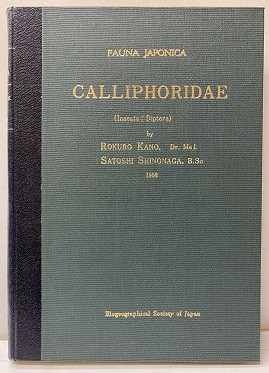 FAUNA JAPONICA
CALLIPHORIDAE
(Insecta : Diptera)
by
ROKURO KANO, Dr. Med.
SATOSHI SHINONAGA, B.Sc
1968
Biogeographical Society of Japan